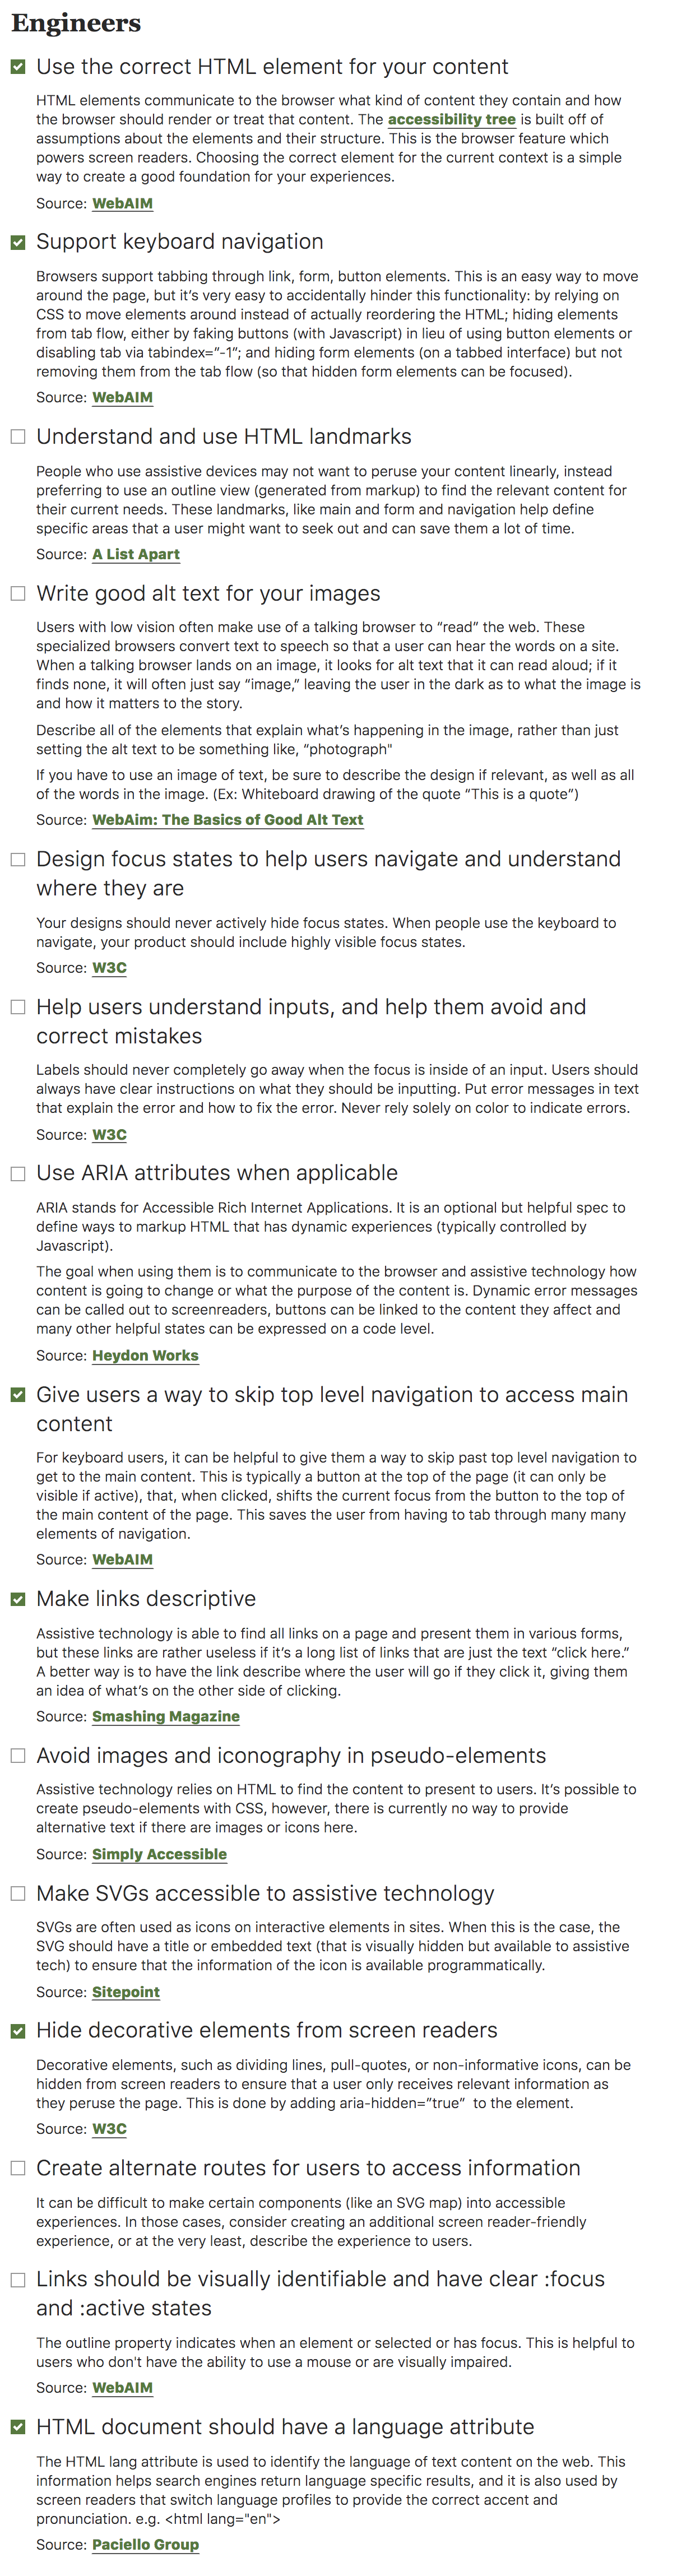 Engineers
Use the correct HTML element for your content
HTML elements communicate to the browser what kind of content they contain and how
the browser should render or treat that content. The accessibility tree is built off of
assumptions about the elements and their structure. This is the browser feature which
powers screen readers. Choosing the correct element for the current context is a simple
way to create a good foundation for your experiences.
Source: WebAIM
Support keyboard navigation
Browsers support tabbing through link, form, button elements. This is an easy way to move
around the page, but it’s very easy to accidentally hinder this functionality: by relying on
CSS to move elements around instead of actually reordering the HTML; hiding elements
from tab flow, either by faking buttons (with Javascript) in lieu of using button elements or
disabling tab via tabindex=”-1”; and hiding form elements (on a tabbed interface) but not
removing them from the tab flow (so that hidden form elements can be focused).
Source: WebAIM
Understand and use HTML landmarks
People who use assistive devices may not want to peruse your content linearly, instead
preferring to use an outline view (generated from markup) to find the relevant content for
their current needs. These landmarks, like main and form and navigation help define
specific areas that a user might want to seek out and can save them a lot of time.
Source: A List Apart
Write good alt text for your images
Users with low vision often make use of a talking browser to “read” the web. These
specialized browsers convert text to speech so that a user can hear the words on a site.
When a talking browser lands on an image, it looks for alt text that it can read aloud; if it
finds none, it will often just say “image,” leaving the user in the dark as to what the image is
and how it matters to the story.
Describe all of the elements that explain what’s happening in the image, rather than just
setting the alt text to be something like, “photograph"
If you have to use an image of text, be sure to describe the design if relevant, as well as all
of the words in the image. (Ex: Whiteboard drawing of the quote “This is a quote”)
Source: WebAim: The Basics of Good Alt Text
Design focus states to help users navigate and understand
where they are
Your designs should never actively hide focus states. When people use the keyboard to
navigate, your product should include highly visible focus states.
Source: W3C
Help users understand inputs, and help them avoid and
correct mistakes
Labels should never completely go away when the focus is inside of an input. Users should
always have clear instructions on what they should be inputting. Put error messages in text
that explain the error and how to fix the error. Never rely solely on color to indicate errors.
Source: W3C
Use ARIA attributes when applicable
ARIA stands for Accessible Rich Internet Applications. It is an optional but helpful spec to
define ways to markup HTML that has dynamic experiences (typically controlled by
Javascript).
The goal when using them is to communicate to the browser and assistive technology how
content is going to change or what the purpose of the content is. Dynamic error messages
can be called out to screenreaders, buttons can be linked to the content they affect and
many other helpful states can be expressed on a code level.
Source: Heydon Works
Give users a way to skip top level navigation to access main
content
For keyboard users, it can be helpful to give them a way to skip past top level navigation to
get to the main content. This is typically a button at the top of the page (it can only be
visible if active), that, when clicked, shifts the current focus from the button to the top of
the main content of the page. This saves the user from having to tab through many many
elements of navigation.
Source: WebAIM
Make links descriptive
Assistive technology is able to find all links on a page and present them in various forms,
but these links are rather useless if it’s a long list of links that are just the text “click here.”
A better way is to have the link describe where the user will go if they click it, giving them
an idea of what’s on the other side of clicking.
Source: Smashing Magazine
Avoid images and iconography in pseudo-elements
Assistive technology relies on HTML to find the content to present to users. It’s possible to
create pseudo-elements with CSS, however, there is currently no way to provide
alternative text if there are images or icons here.
Source: Simply Accessible
Make SVGs accessible to assistive technology
SVGs are often used as icons on interactive elements in sites. When this is the case, the
SVG should have a title or embedded text (that is visually hidden but available to assistive
tech) to ensure that the information of the icon is available programmatically.
Source: Sitepoint
Hide decorative elements from screen readers
Decorative elements, such as dividing lines, pull-quotes, or non-informative icons, can be
hidden from screen readers to ensure that a user only receives relevant information as
they peruse the page. This is done by adding aria-hidden=”true” to the element.
Source: W3C
Create alternate routes for users to access information
It can be difficult to make certain components (like an SVG map) into accessible
experiences. In those cases, consider creating an additional screen reader-friendly
experience, or at the very least, describe the experience to users.
Links should be visually identifiable and have clear :focus
and :active states
The outline property indicates when an element or selected or has focus. This is helpful to
users who don't have the ability to use a mouse or are visually impaired.
Source: WebAIM
HTML document should have a language attribute
The HTML lang attribute is used to identify the language of text content on the web. This
information helps search engines return language specific results, and it is also used by
screen readers that switch language profiles to provide the correct accent and
pronunciation. e.g. <html lang="en">
Source: Paciello Group